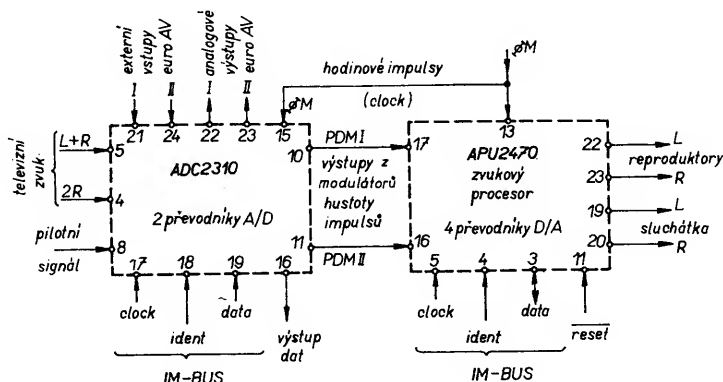 externí
vstupy
euro AV
I
II
analogové
výstupy
euro AV
I
II
hodinové impulsy
(clock)
ØM
ØM
21
24
22
23
15
13
televizní
zvuk
L+R
5
2R
4
pilotní
signál
8
ADC2310
2 převodníky A/D
10
11
PDM I
výstupy z
modulátorů
hustoty
impulsů
PDM II
17
16
APU2470
zvukový
procesor
4 převodníky D/A
22
L
reproduktory
23
R
19
L
sluchátka
20
R
17
18
19
16
clock
ident
data
výstup
dat
IM-BUS
5
4
3
11
clock
ident
data
reset
IM-BUS